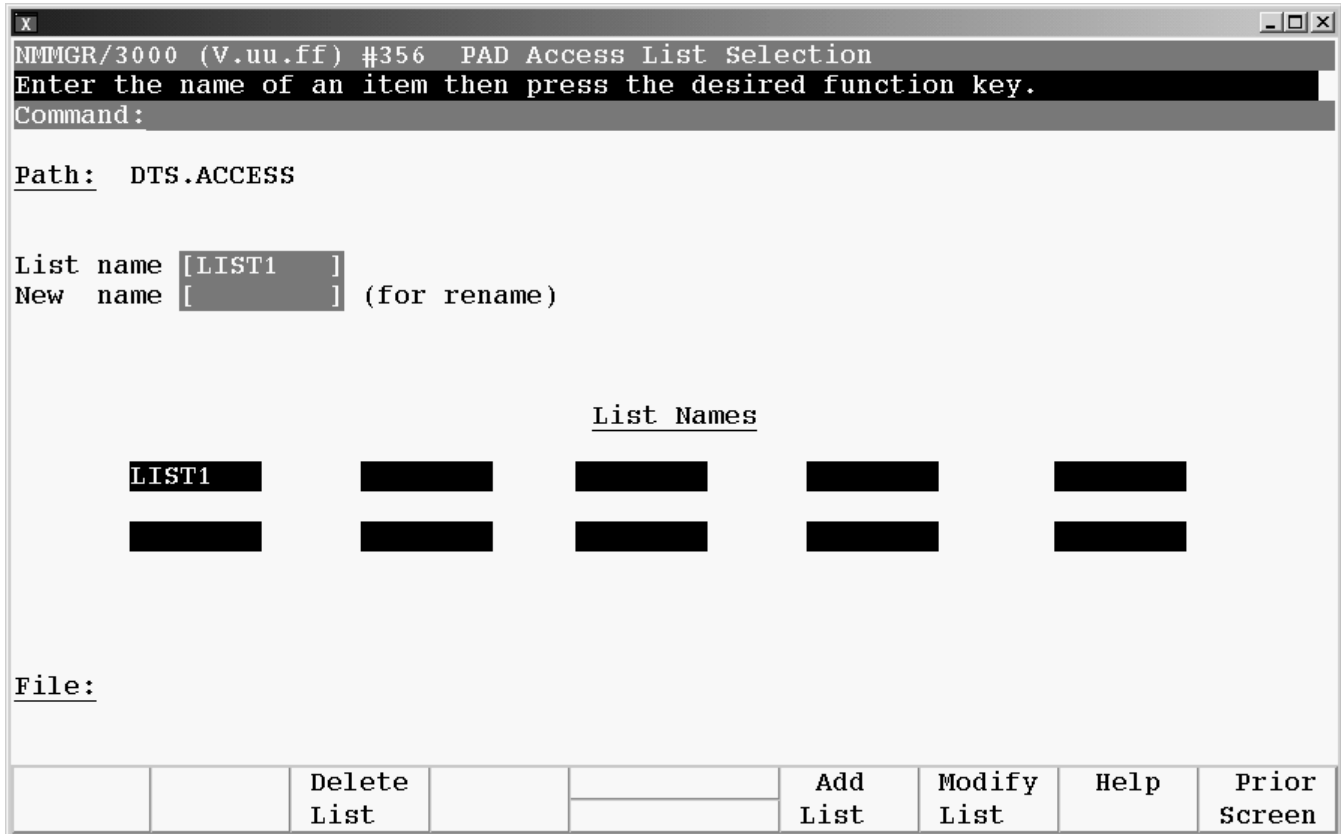 X
NMMGR/3000 (V.uu.ff) #356  PAD Access List Selection
Enter the name of an item then press the desired function key.
Command:
Path:  DTS.ACCESS
List name [LIST1   ]
New  name [        ] (for rename)
List Names
LIST1
File:
Delete List
Add List
Modify List
Help
Prior Screen